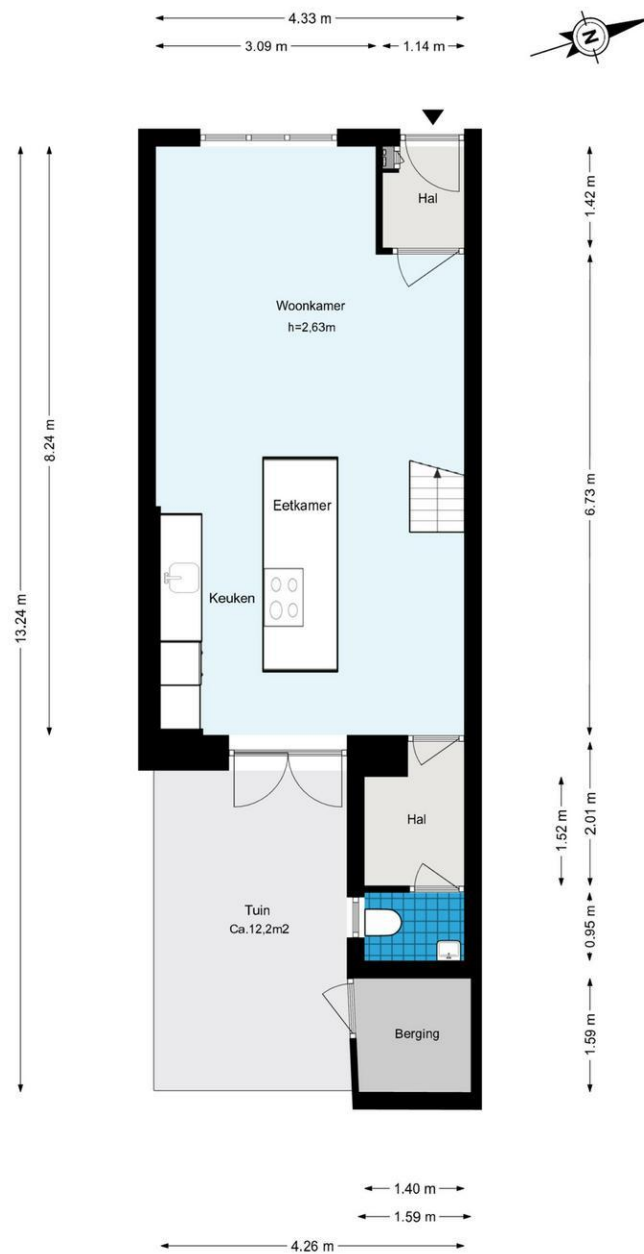 4.33 m
3.09 m
1.14 m
N
Hal
1.42 m
Woonkamer
h=2,63m
8.24 m
6.73 m
Eetkamer
Keuken
13.24 m
Hal
1.52 m
2.01 m
Tuin
Ca.12,2m2
0.95 m
Berging
1.59 m
1.40 m
1.59 m
4.26 m